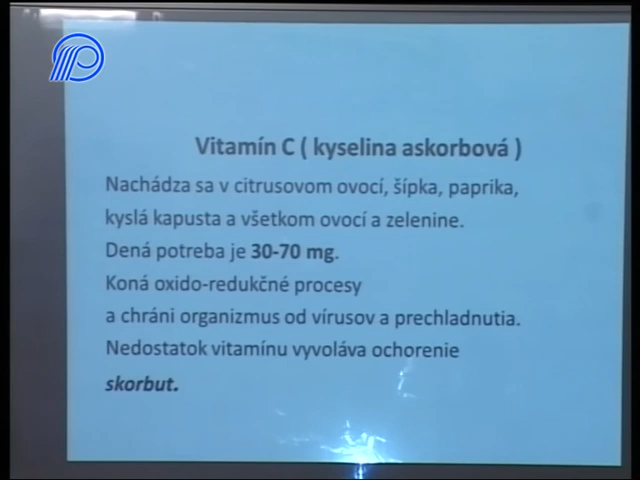 Vitamín C ( kyselina askorbová )
Nachádza sa v citrusovom ovocí, šípka, paprika,
kyslá kapusta a všetkom ovocí a zelenine.
Dená potreba je 30-70 mg.
Koná oxido-redukčné procesy
a chráni organizmus od vírusov a prechladnutia.
Nedostatok vitamínu vyvoláva ochorenie
skorbut.